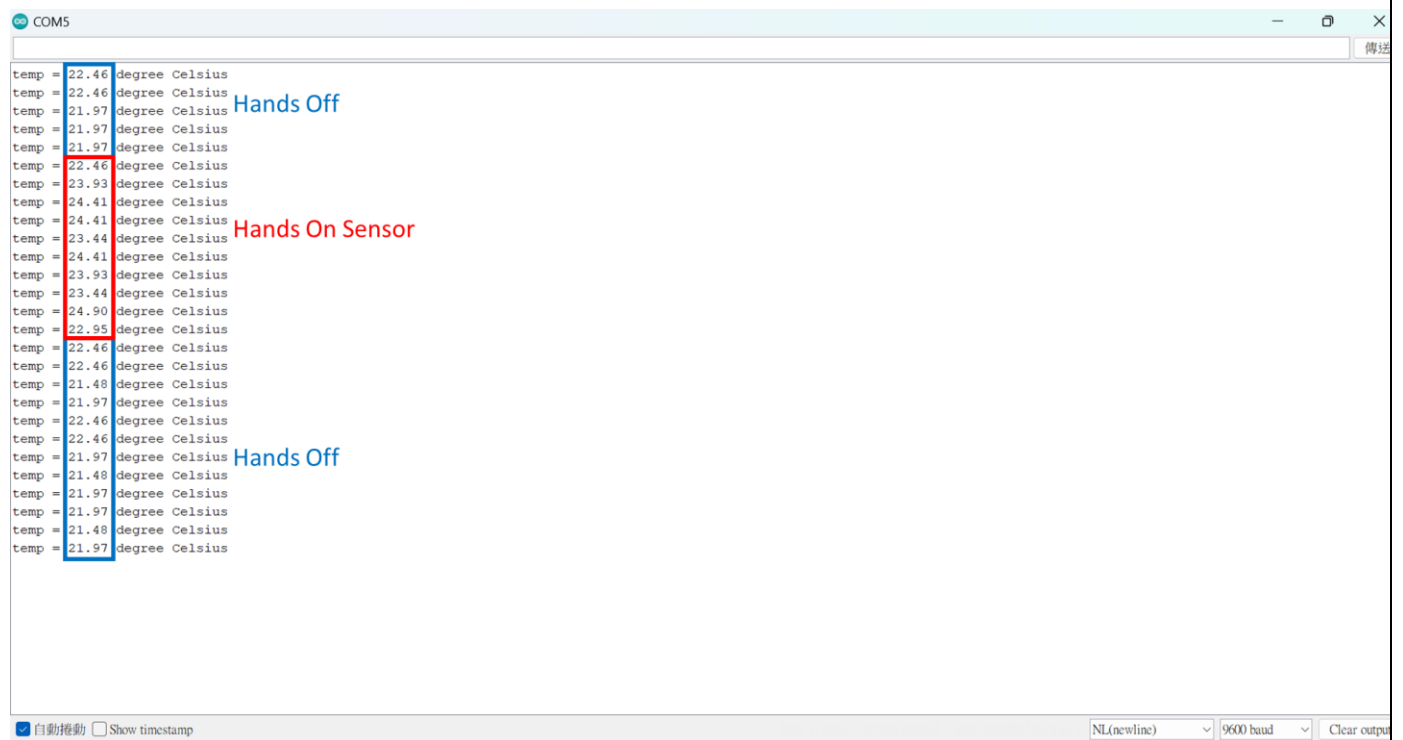 COM5
傳送
temp = 22.46 degree Celsius
temp = 22.46 degree Celsius
Hands Off
temp = 21.97 degree Celsius
temp = 21.97 degree Celsius
temp = 21.97 degree Celsius
temp = 22.46 degree Celsius
temp = 23.93 degree Celsius
temp = 24.41 degree Celsius
temp = 24.41 degree Celsius
Hands On Sensor
temp = 23.44 degree Celsius
temp = 24.41 degree Celsius
temp = 23.93 degree Celsius
temp = 23.44 degree Celsius
temp = 24.90 degree Celsius
temp = 22.95 degree Celsius
temp = 22.46 degree Celsius
temp = 22.46 degree Celsius
temp = 21.48 degree Celsius
temp = 21.97 degree Celsius
temp = 22.46 degree Celsius
temp = 22.46 degree Celsius
temp = 21.97 degree Celsius
Hands Off
temp = 21.48 degree Celsius
temp = 21.97 degree Celsius
temp = 21.97 degree Celsius
temp = 21.48 degree Celsius
temp = 21.97 degree Celsius
自動捲動
Show timestamp
NL(newline)
9600 baud
Clear output